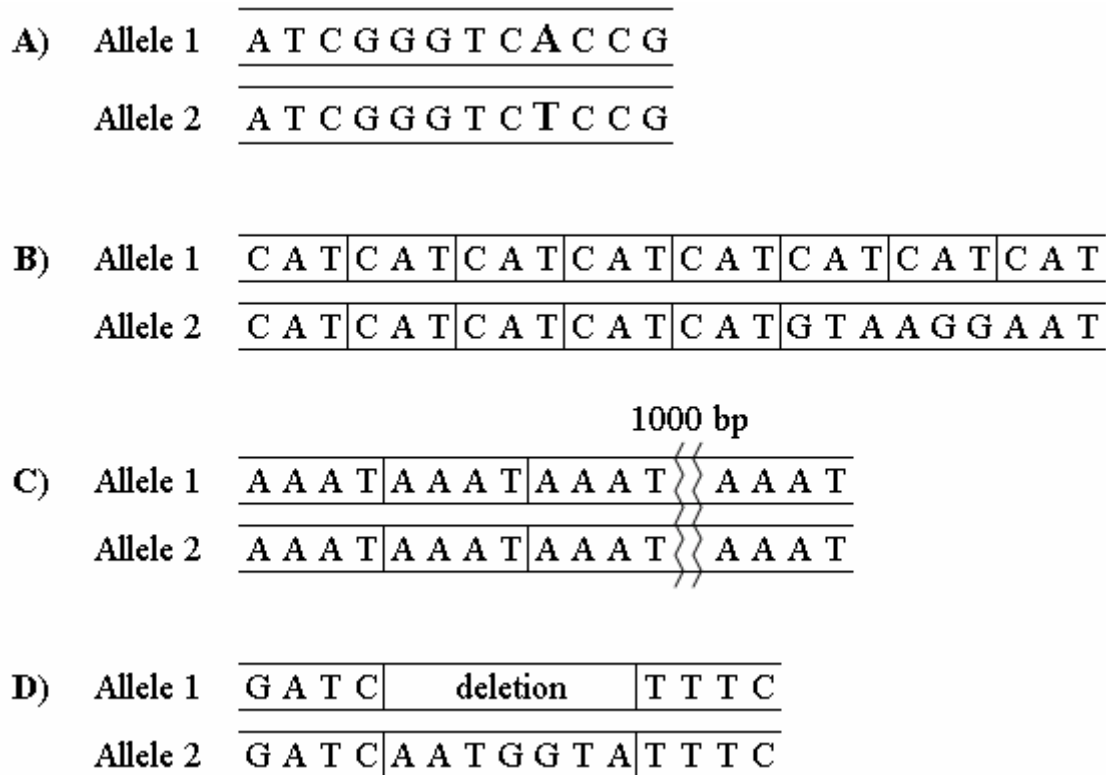 A) Allele 1 A T C G G G T C A C C G
Allele 2 A T C G G G T C T C C G
B) Allele 1 C A T C A T C A T C A T C A T C A T C A T C A T
Allele 2 C A T C A T C A T C A T C A T G T A A G G A A T
1000 bp
C) Allele 1 A A A T A A A T A A A T A A A T
Allele 2 A A A T A A A T A A A T A A A T
D) Allele 1 G A T C deletion T T T C
Allele 2 G A T C A A T G G T A T T T C